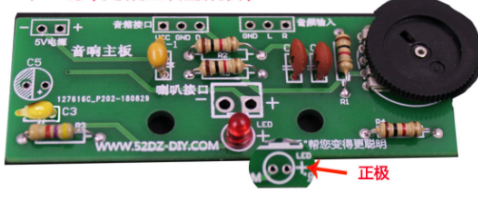 音箱接口
音频输入
5V电源
VCC GND D
GND L R
音响主板
R2
C5
R1
127616C_P202-180829
喇叭接口
C3
R4
LED
WWW.52DZ-DIY.COM
"帮您变得更聪明
LED
M
正极